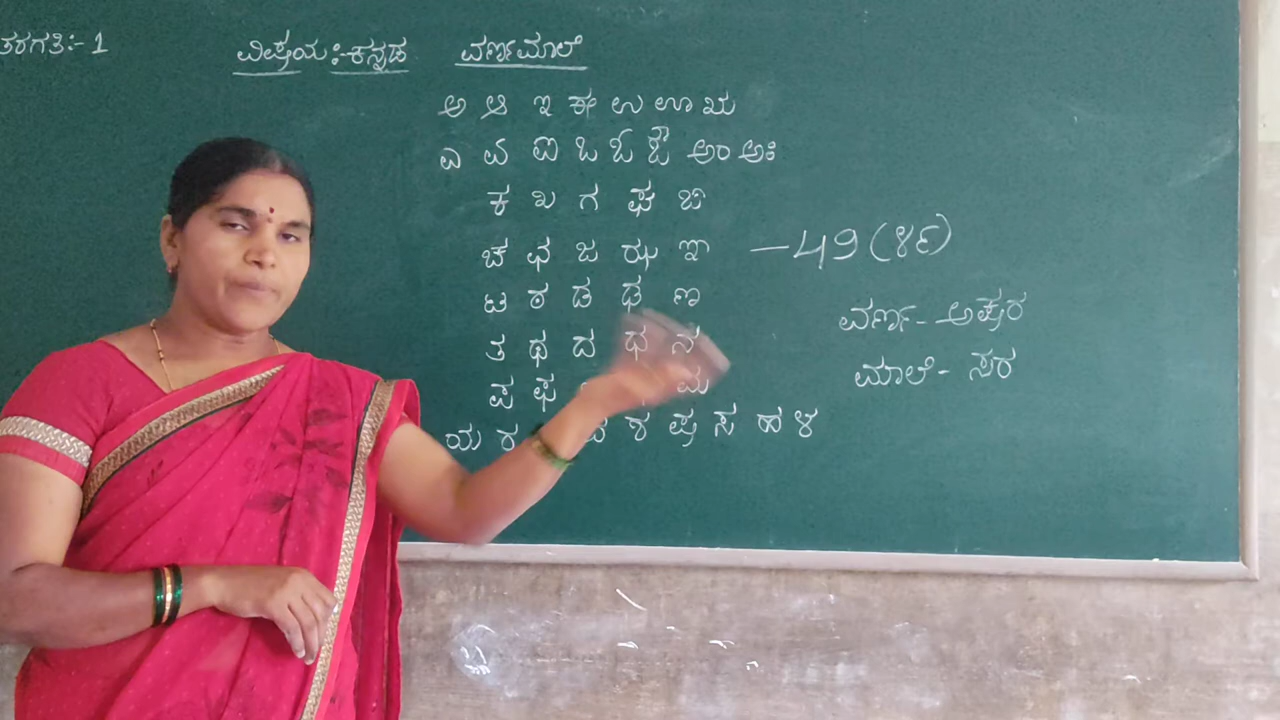 ತರಗತಿ:- 1
ವಿಷಯ:-ಕನ್ನಡ ವರ್ಣಮಾಲೆ
ಅ ಆ ಇ ಈ ಉ ಊ ಋ
ಎ ಏ ಐ ಒ ಓ ಔ ಅಂ ಅಃ
ಕ ಖ ಗ ಘ ಙ
ಚ ಛ ಜ ಝ ಞ
-49 (೪೯)
ಟ ಠ ಡ ಢ ಣ
ವರ್ಣ - ಅಕ್ಷರ
ತ ಥ ದ ಧ ನ
ಮಾಲೆ - ಸರ
ಪ ಫ ಮ
ಯ ರ ವ ಶ ಷ ಸ ಹ ಳ